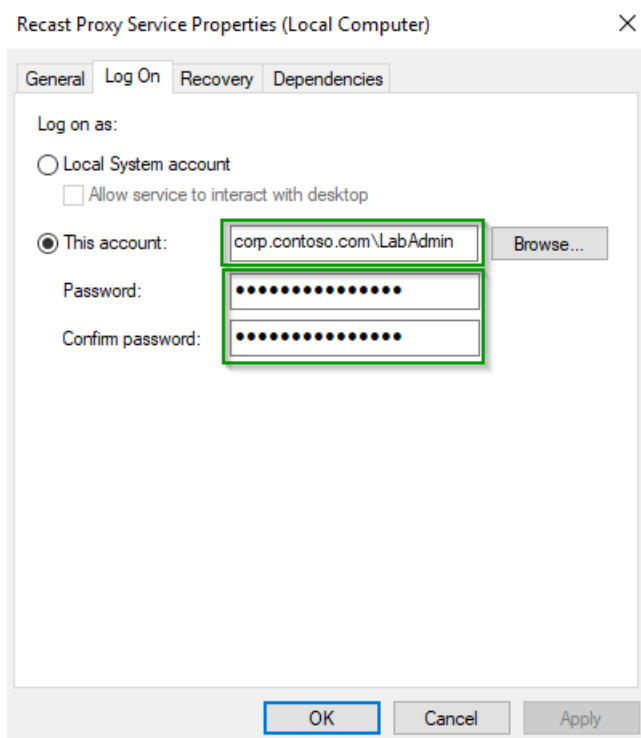 Recast Proxy Service Properties (Local Computer)
General Log On Recovery Dependencies
Log on as:
Local System account
Allow service to interact with desktop
This account: corp.contoso.com\LabAdmin Browse...
Password: •••••••••••••••
Confirm password: •••••••••••••••
OK Cancel Apply